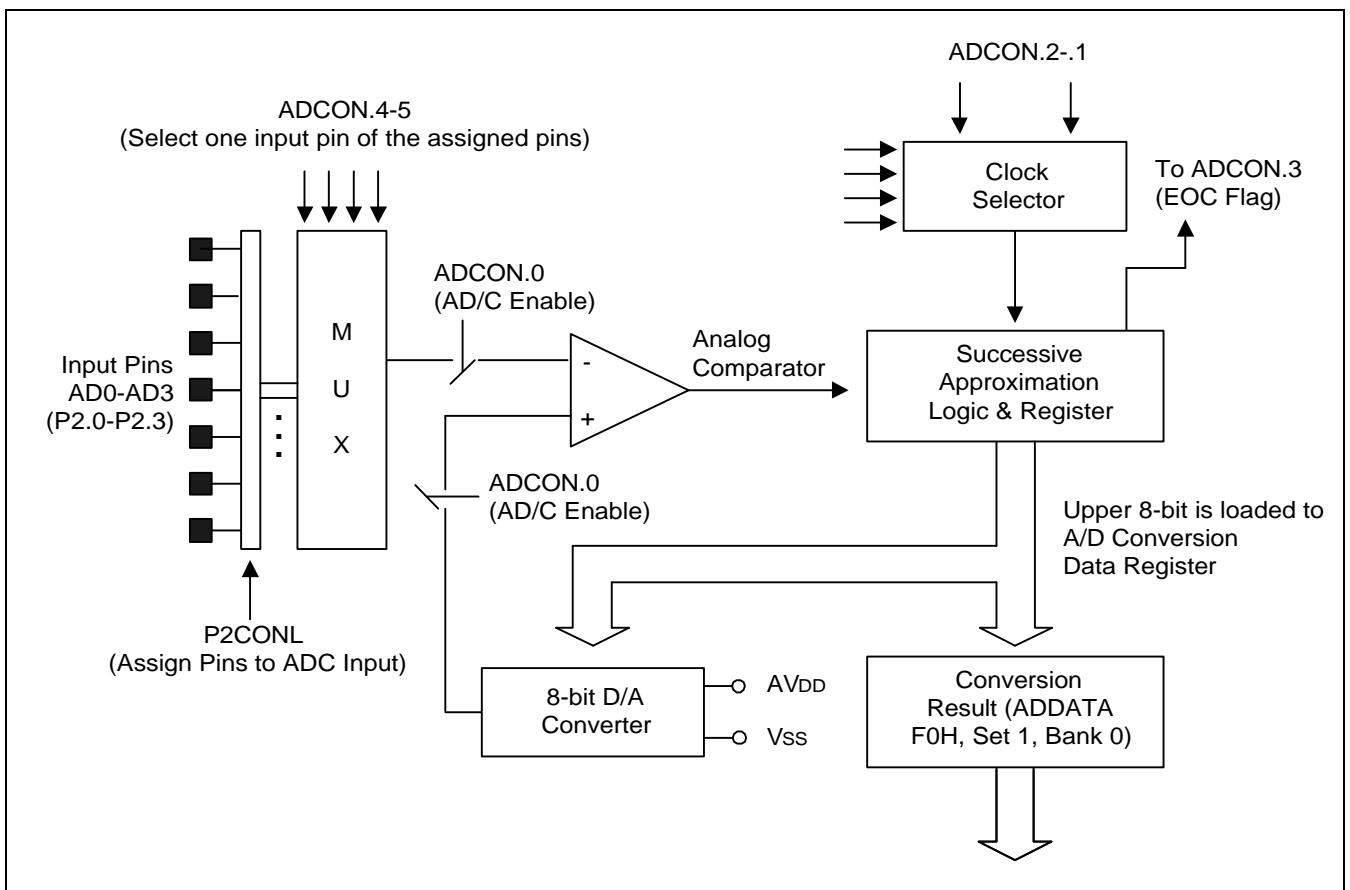 ADCON.2-.1
ADCON.4-5
(Select one input pin of the assigned pins)
Clock
Selector
To ADCON.3
(EOC Flag)
ADCON.0
(AD/C Enable)
M
U
X
Input Pins
AD0-AD3
(P2.0-P2.3)
-
+
Analog
Comparator
Successive
Approximation
Logic & Register
ADCON.0
(AD/C Enable)
Upper 8-bit is loaded to
A/D Conversion
Data Register
P2CONL
(Assign Pins to ADC Input)
8-bit D/A
Converter
AVDD
VSS
Conversion
Result (ADDATA
F0H, Set 1, Bank 0)